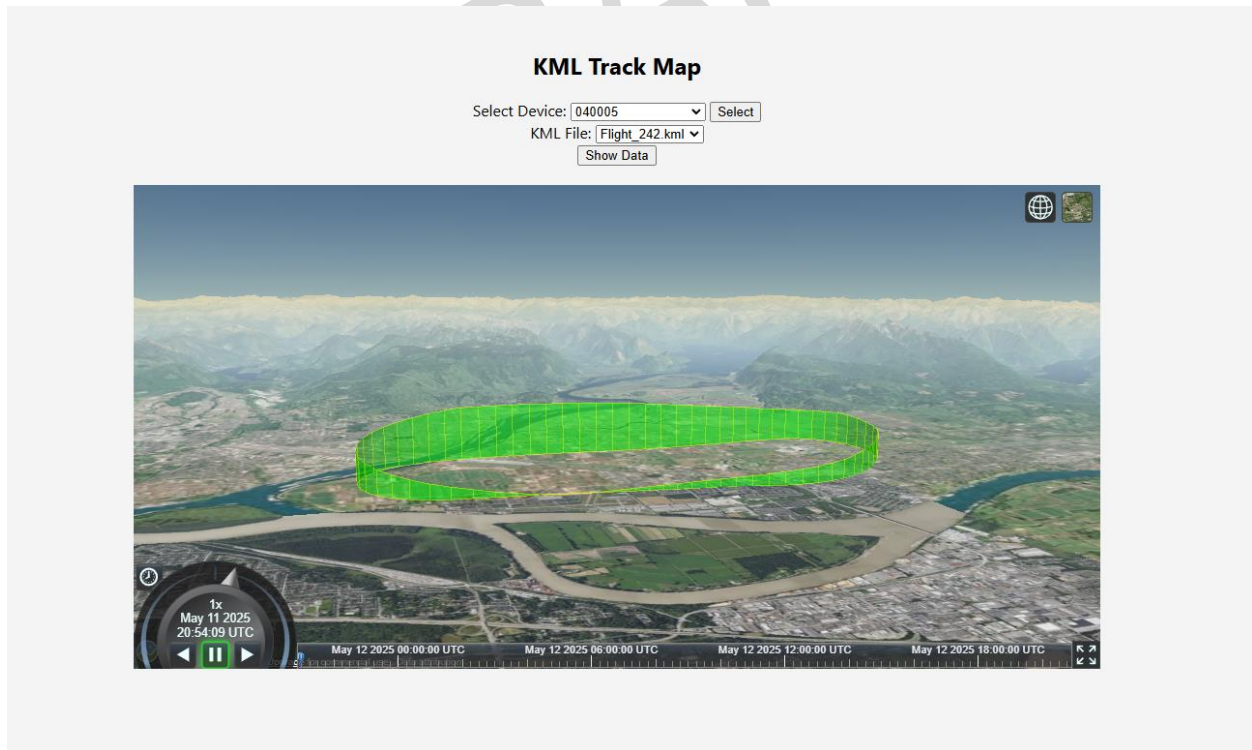 KML Track Map
Select Device: 040005 Select
KML File: Flight_242.kml
Show Data
1x
May 11 2025
20:54:09 UTC
May 12 2025 00:00:00 UTC May 12 2025 06:00:00 UTC May 12 2025 12:00:00 UTC May 12 2025 18:00:00 UTC